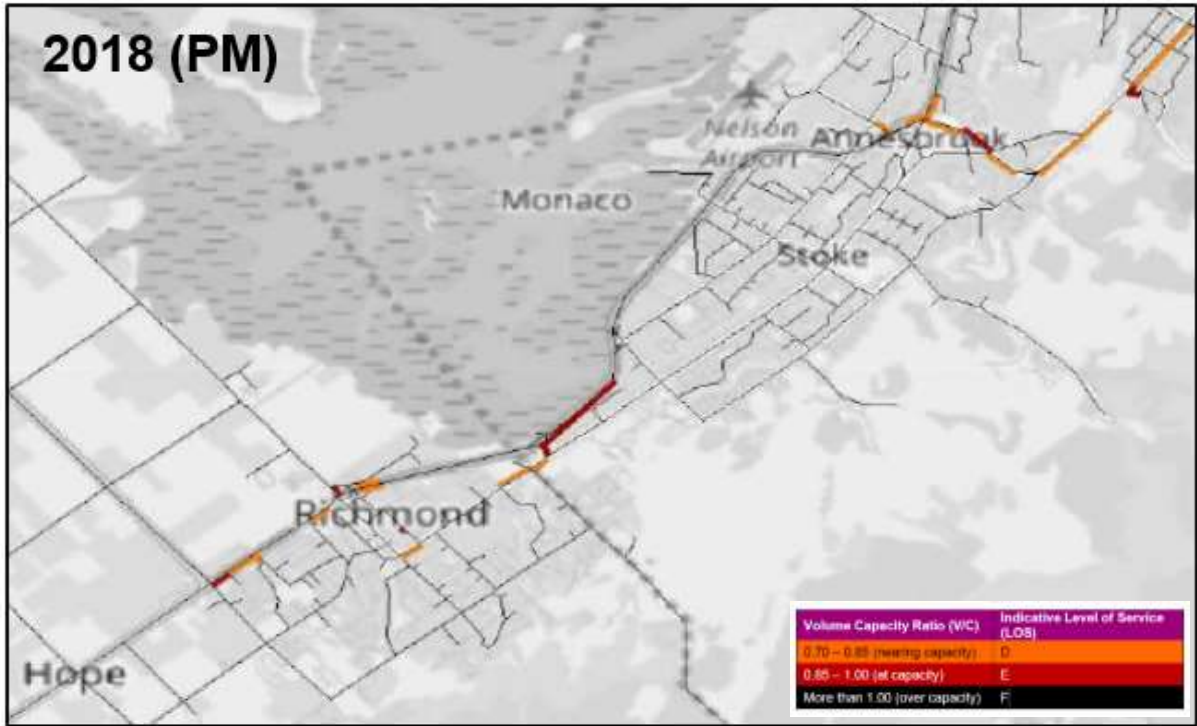 2018 (PM)
Nelson
Airport
Annesbrook
Monaco
Stoke
Richmond
Hope
Volume Capacity Ratio (V/C) Indicative Level of Service
(LOS)
0.70 – 0.85 (nearing capacity) D
0.85 – 1.00 (at capacity) E
More than 1.00 (over capacity) F